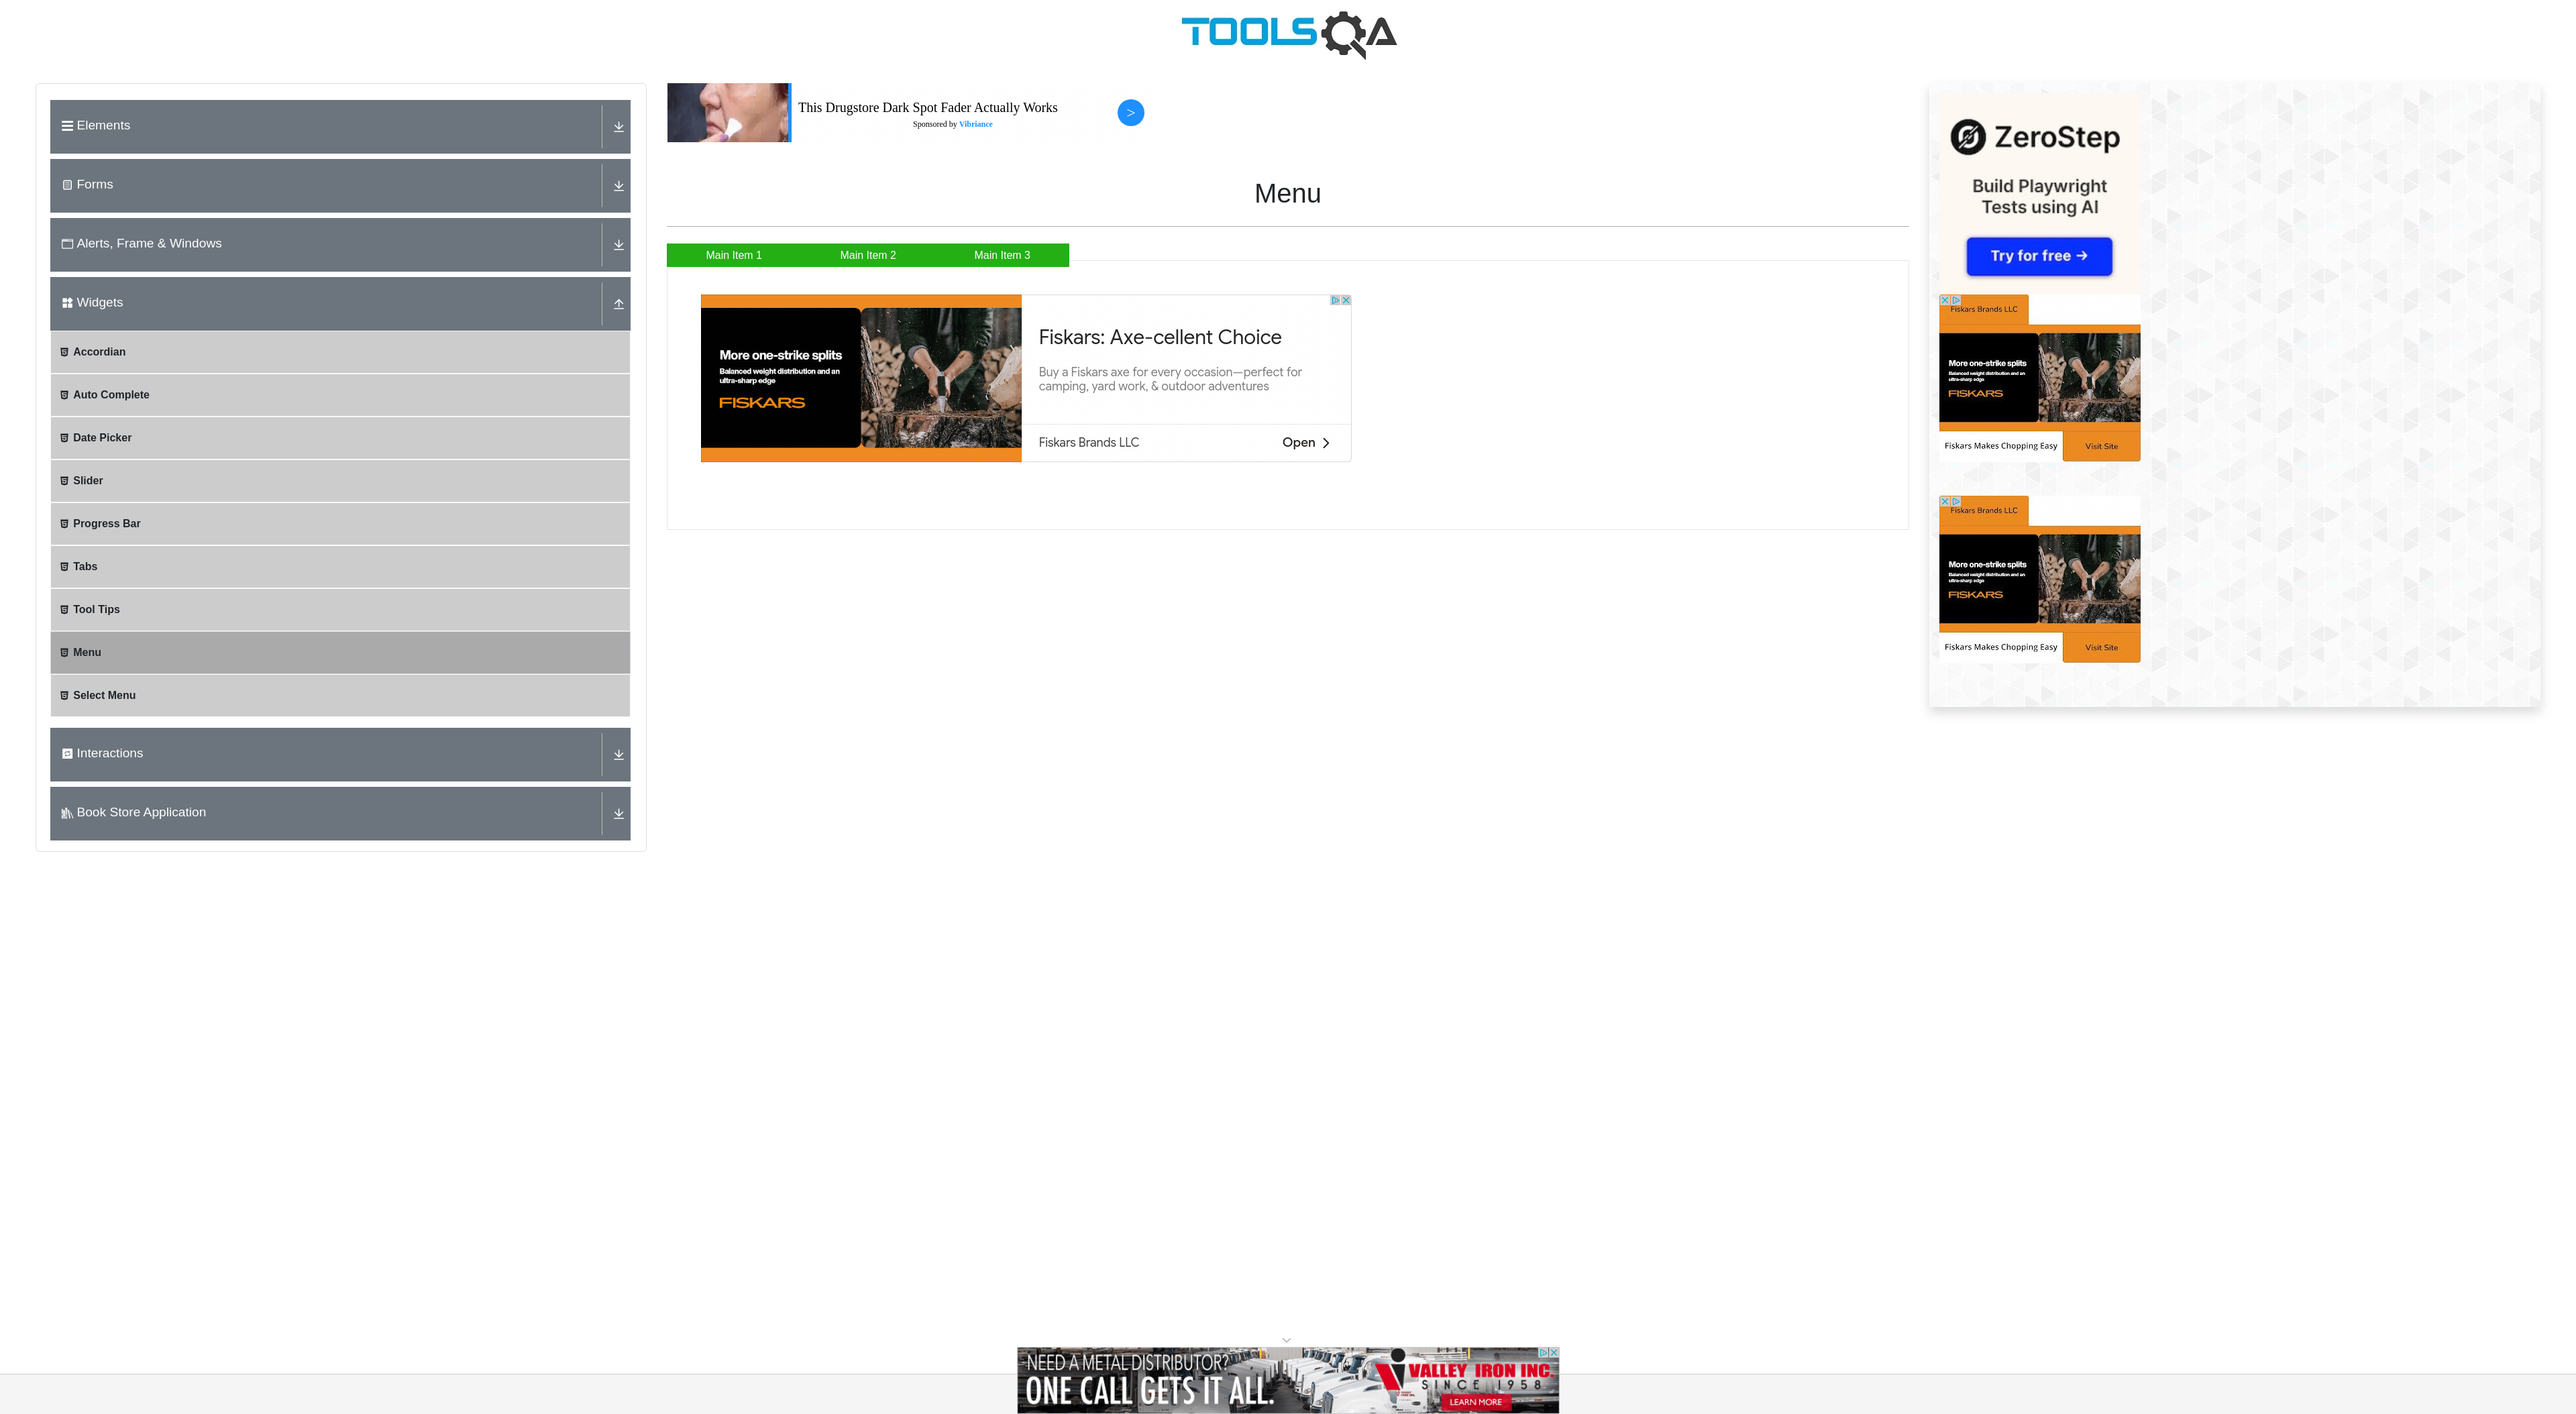 TOOLSQA
Elements
Forms
Alerts, Frame & Windows
Widgets
Accordian
Auto Complete
Date Picker
Slider
Progress Bar
Tabs
Tool Tips
Menu
Select Menu
Interactions
Book Store Application
This Drugstore Dark Spot Fader Actually Works
Sponsored by Vibriance
>
Menu
Main Item 1 Main Item 2 Main Item 3
More one-strike splits
Balanced weight distribution and an
ultra-sharp edge
FISKARS
Fiskars: Axe-cellent Choice
Buy a Fiskars axe for every occasion—perfect for
camping, yard work, & outdoor adventures
Fiskars Brands LLC
Open
ZeroStep
Build Playwright
Tests using AI
Try for free →
Fiskars Brands LLC
More one-strike splits
Balanced weight distribution and an
ultra-sharp edge
FISKARS
Fiskars Makes Chopping Easy
Visit Site
Fiskars Brands LLC
More one-strike splits
Balanced weight distribution and an
ultra-sharp edge
FISKARS
Fiskars Makes Chopping Easy
Visit Site
NEED A METAL DISTRIBUTOR?
ONE CALL GETS IT ALL.
VALLEY IRON INC.
SINCE 1958
LEARN MORE